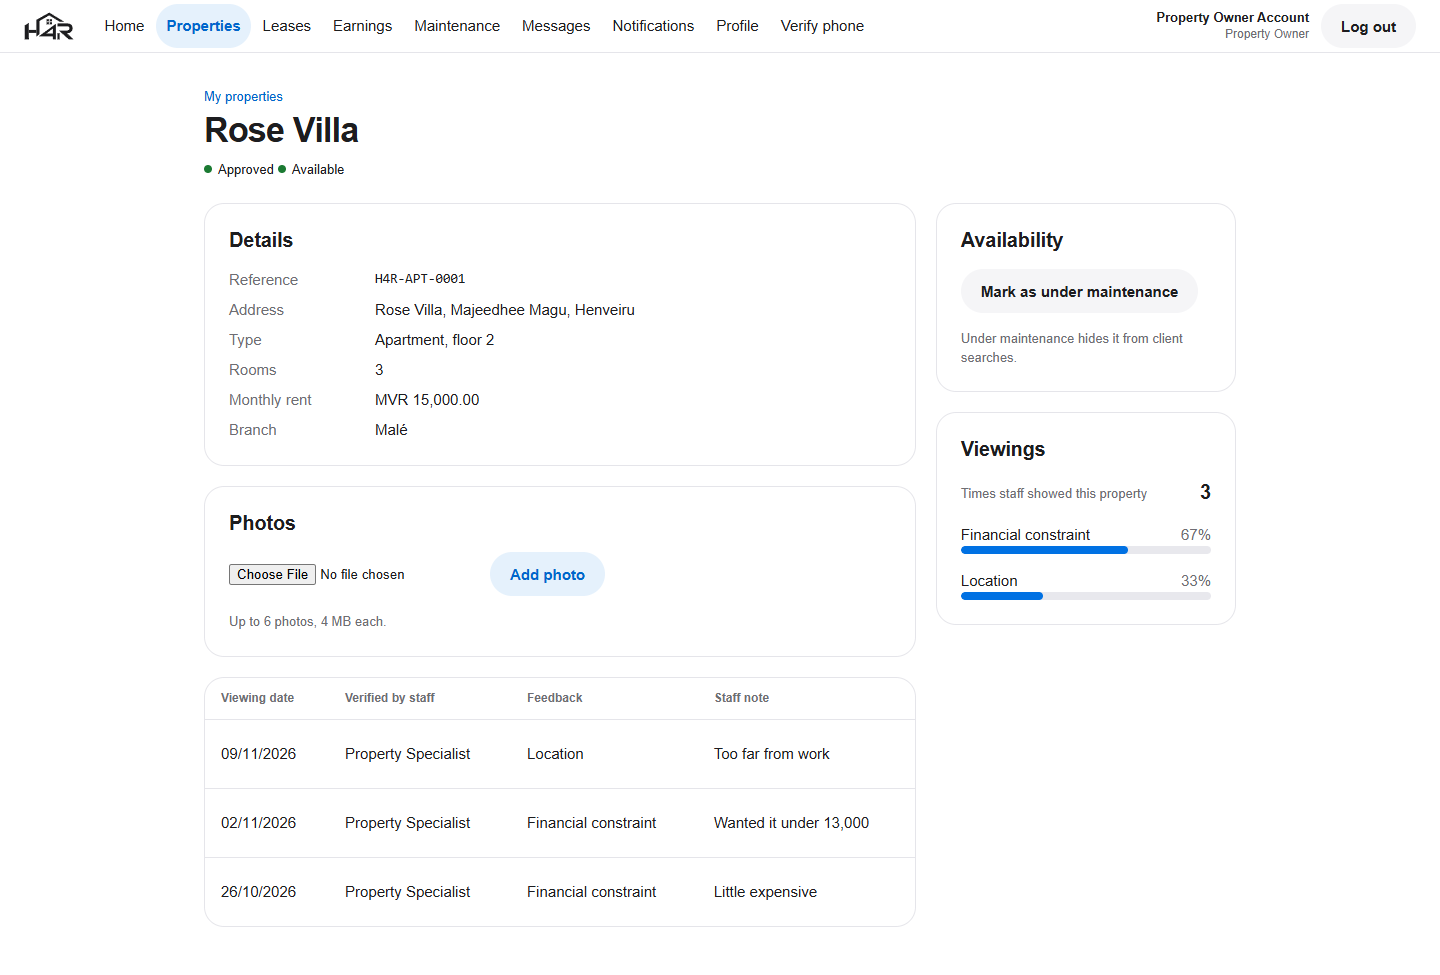 H4R
Home Properties Leases Earnings Maintenance Messages Notifications Profile Verify phone
Property Owner Account
Property Owner
Log out
My properties
Rose Villa
Approved Available
Details
Reference H4R-APT-0001
Address Rose Villa, Majeedhee Magu, Henveiru
Type Apartment, floor 2
Rooms 3
Monthly rent MVR 15,000.00
Branch Malé
Availability
Mark as under maintenance
Under maintenance hides it from client
searches.
Viewings
Times staff showed this property 3
Financial constraint 67%
Location 33%
Photos
Choose File No file chosen Add photo
Up to 6 photos, 4 MB each.
Viewing date Verified by staff Feedback Staff note
09/11/2026 Property Specialist Location Too far from work
02/11/2026 Property Specialist Financial constraint Wanted it under 13,000
26/10/2026 Property Specialist Financial constraint Little expensive